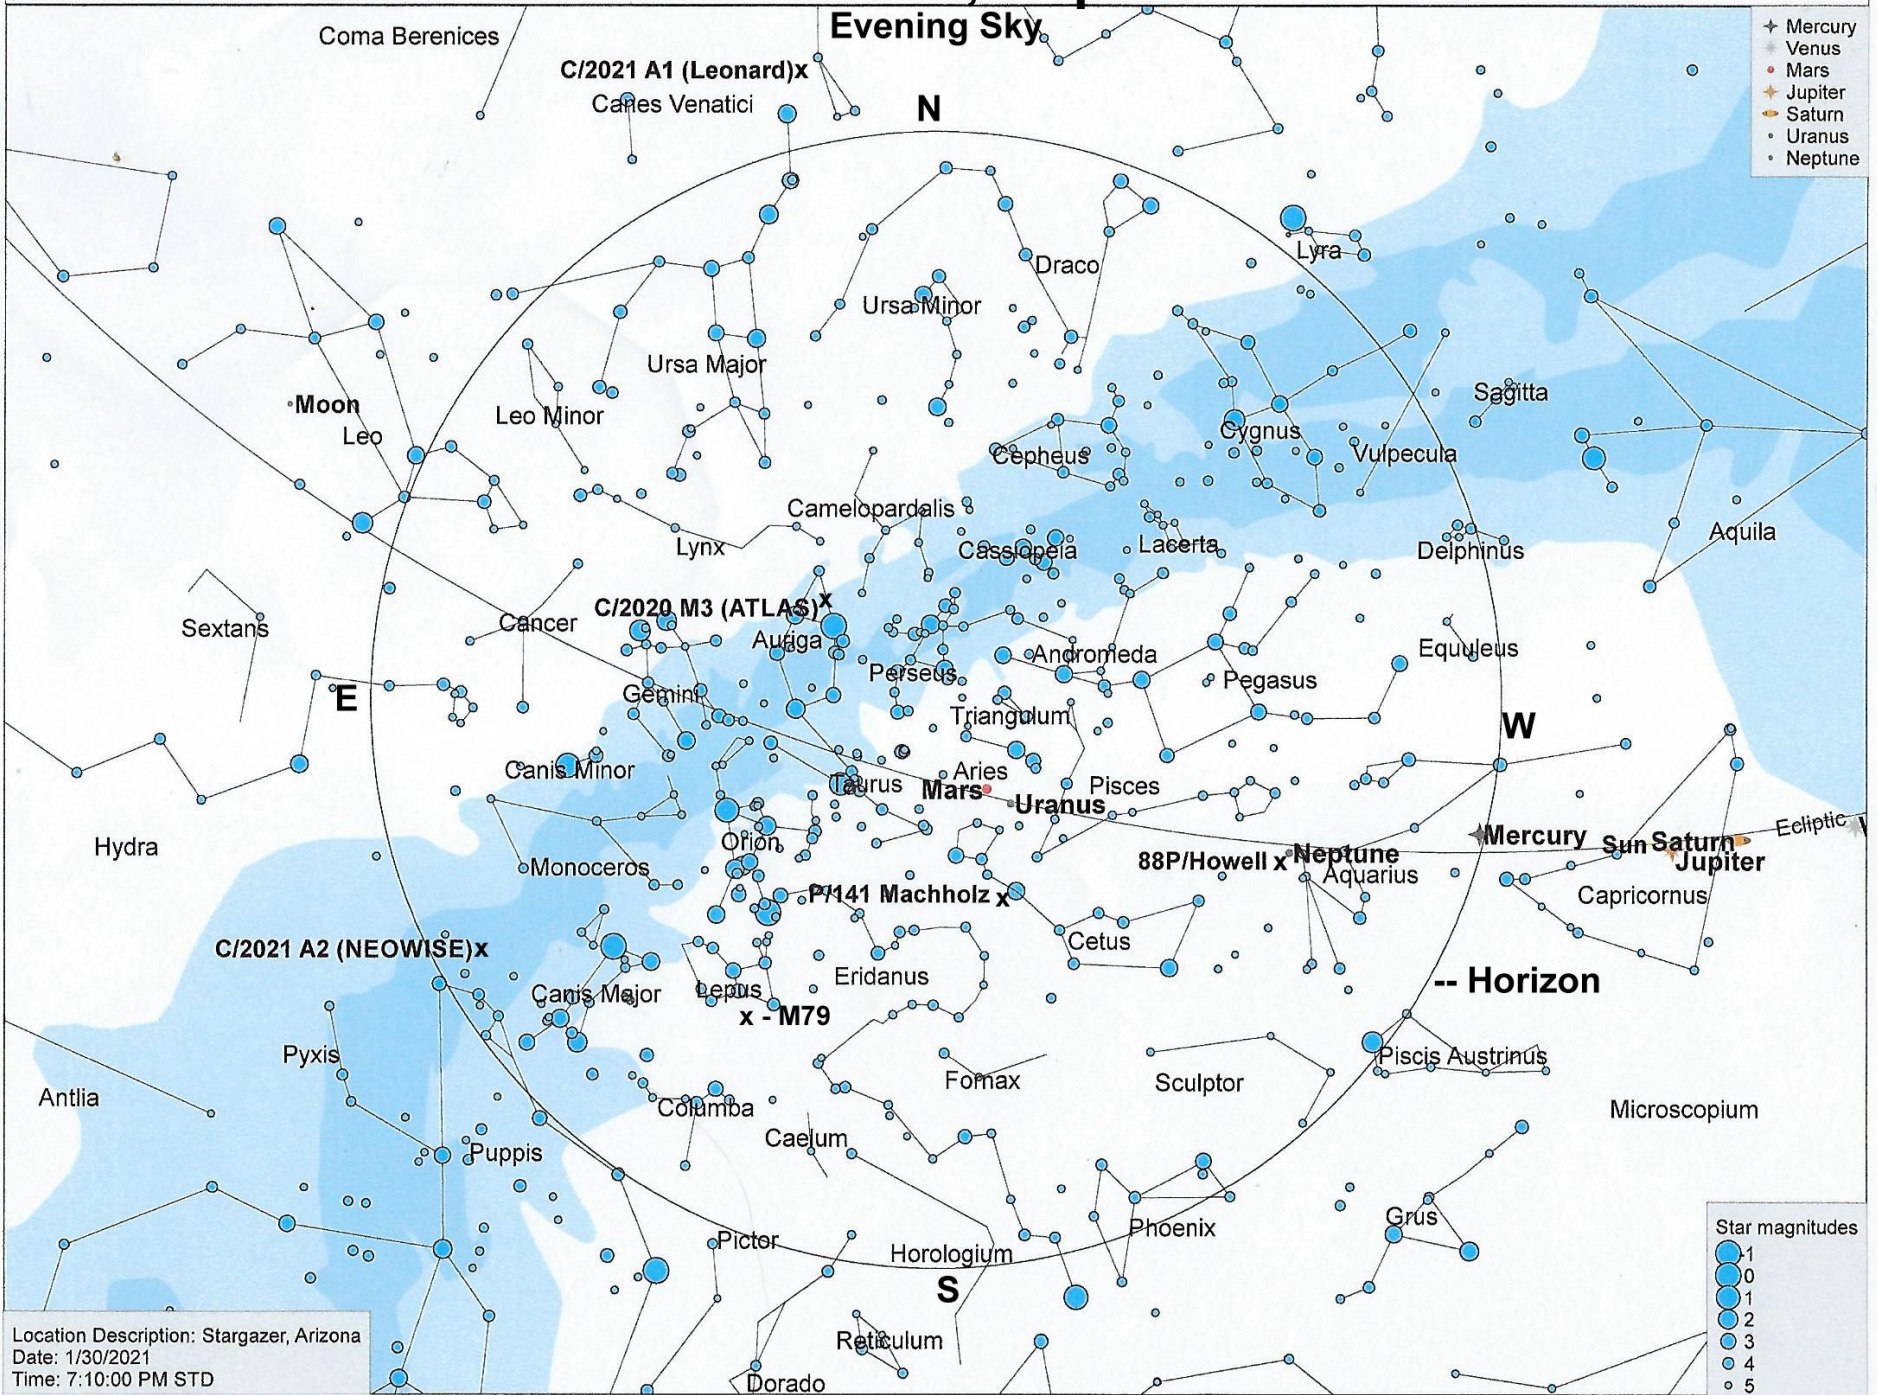 Evening Sky
Mercury
Venus
Mars
Jupiter
Saturn
Uranus
Neptune
Coma Berenices
C/2021 A1 (Leonard)x
Canes Venatici
N
Lyra
Draco
Ursa Minor
Ursa Major
Moon
Leo
Leo Minor
Sagitta
Cygnus
Vulpecula
Cepheus
Camelopardalis
Lynx
Cassiopeia
Lacerta
Delphinus
Aquila
C/2020 M3 (ATLAS)x
Sextans
Cancer
Auriga
Andromeda
Equuleus
Perseus
Pegasus
E
Gemini
Triangulum
W
Canis Minor
Taurus
Aries
Mars
Pisces
Uranus
Hydra
Orion
Monoceros
88P/Howell x
Neptune
Aquarius
Mercury
Sun
Saturn
Jupiter
Ecliptic
Capricornus
P/141 Machholz x
C/2021 A2 (NEOWISE)x
Cetus
Eridanus
-- Horizon
Canis Major
Lepus
x - M79
Pyxis
Antlia
Columba
Caelum
Fornax
Sculptor
Piscis Austrinus
Microscopium
Puppis
Pictor
Horologium
Phoenix
Grus
S
Reticulum
Dorado
Star magnitudes
-1
0
1
2
3
4
5
Location Description: Stargazer, Arizona
Date: 1/30/2021
Time: 7:10:00 PM STD